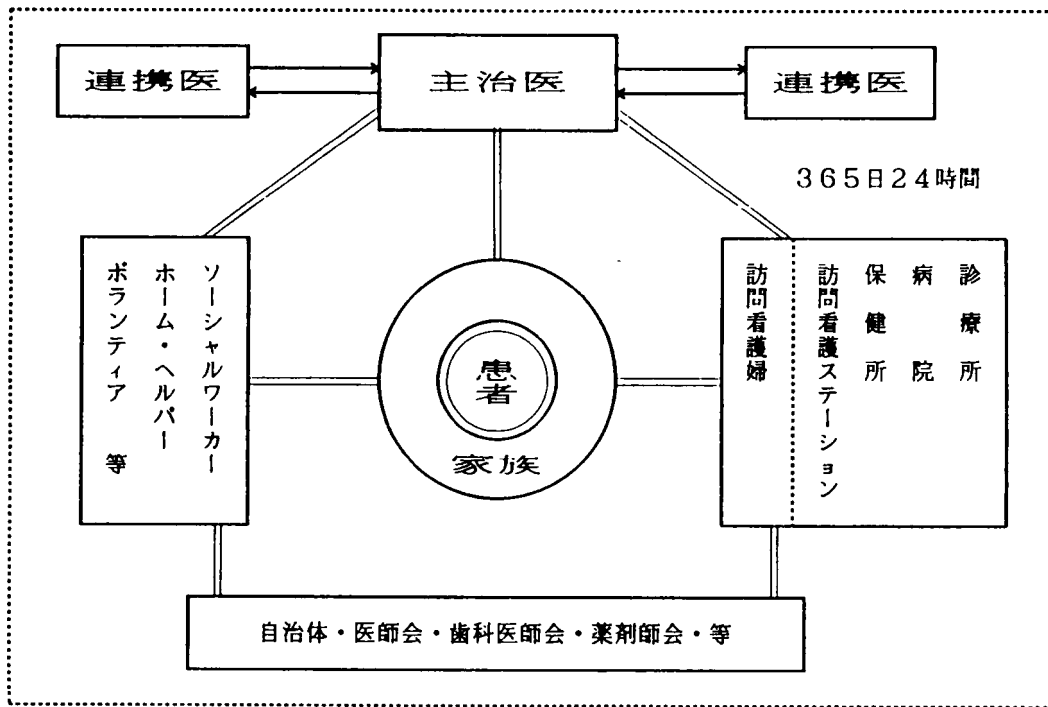 連携医
主治医
連携医
365日24時間
ソーシャルワーカー
ホーム・ヘルパー
ボランティア 等
診療所
病院
保健所
訪問看護ステーション
訪問看護婦
患者
家族
自治体・医師会・歯科医師会・薬剤師会・等